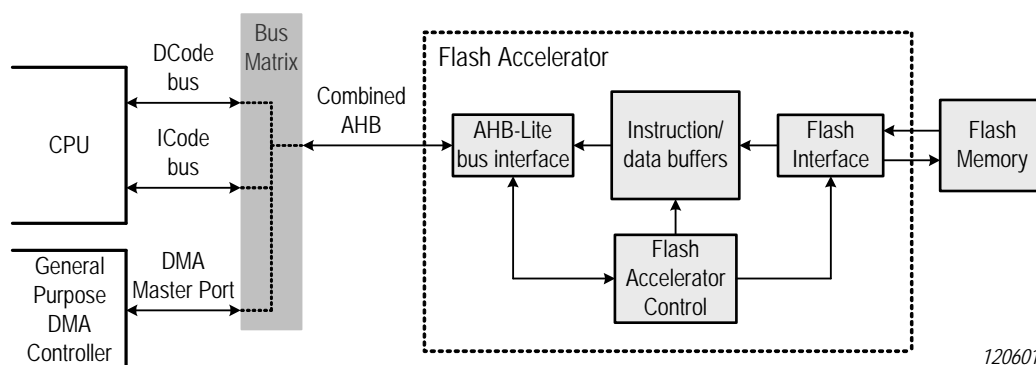 DCode
bus
Bus
Matrix
CPU
ICode
bus
Combined
AHB
General
Purpose
DMA
Controller
DMA
Master Port
Flash Accelerator
AHB-Lite
bus interface
Instruction/
data buffers
Flash
Interface
Flash
Memory
Flash
Accelerator
Control
120601